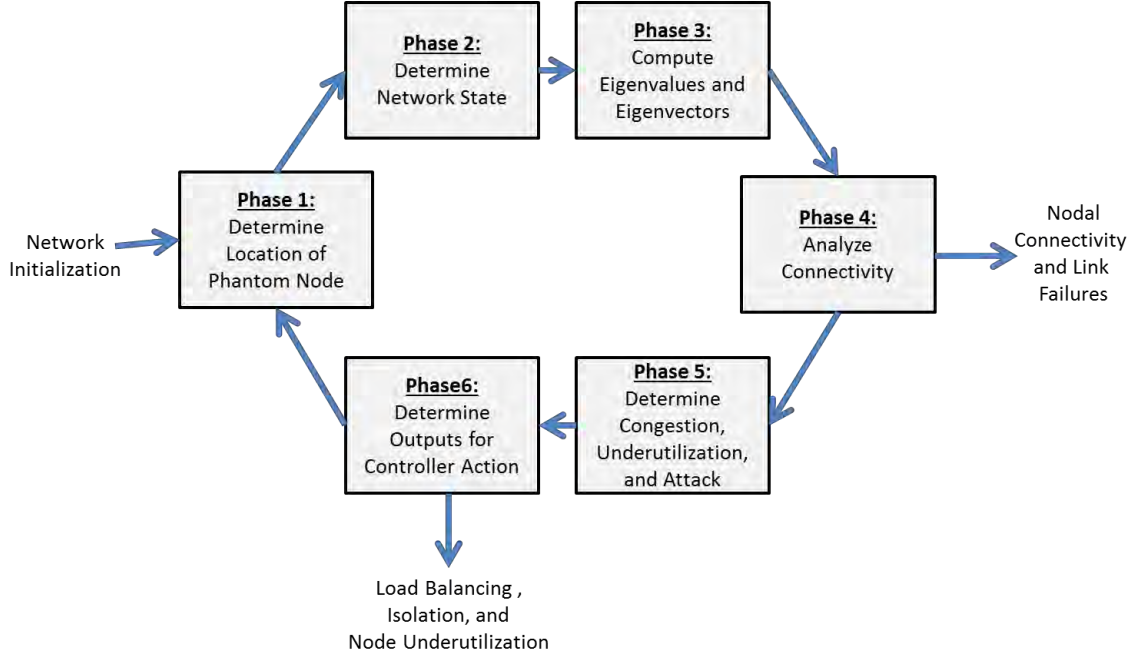 Network
Initialization
Phase 1:
Determine
Location of
Phantom Node
Phase 2:
Determine
Network State
Phase 3:
Compute
Eigenvalues and
Eigenvectors
Phase 4:
Analyze
Connectivity
Nodal
Connectivity
and Link
Failures
Phase 5:
Determine
Congestion,
Underutilization,
and Attack
Phase6:
Determine
Outputs for
Controller Action
Load Balancing ,
Isolation, and
Node Underutilization